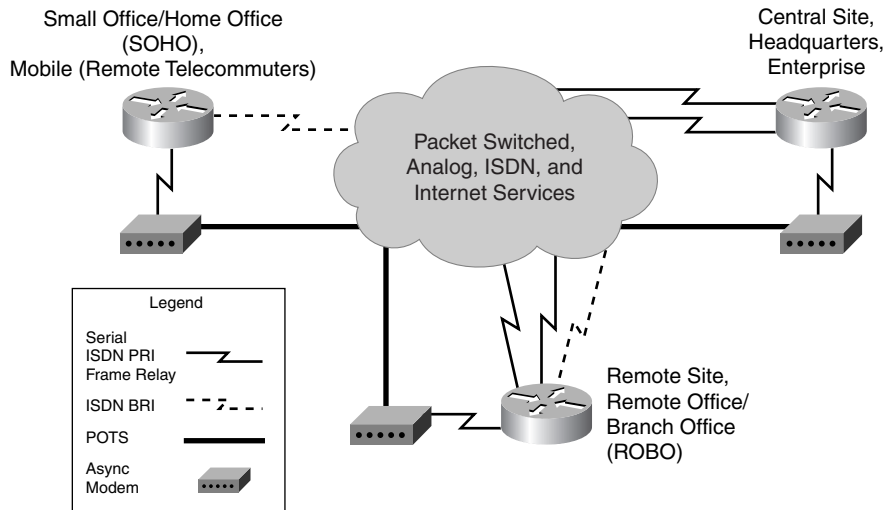 Small Office/Home Office
(SOHO),
Mobile (Remote Telecommuters)
Central Site,
Headquarters,
Enterprise
Packet Switched,
Analog, ISDN, and
Internet Services
Legend
Serial
ISDN PRI
Frame Relay
ISDN BRI
POTS
Async
Modem
Remote Site,
Remote Office/
Branch Office
(ROBO)